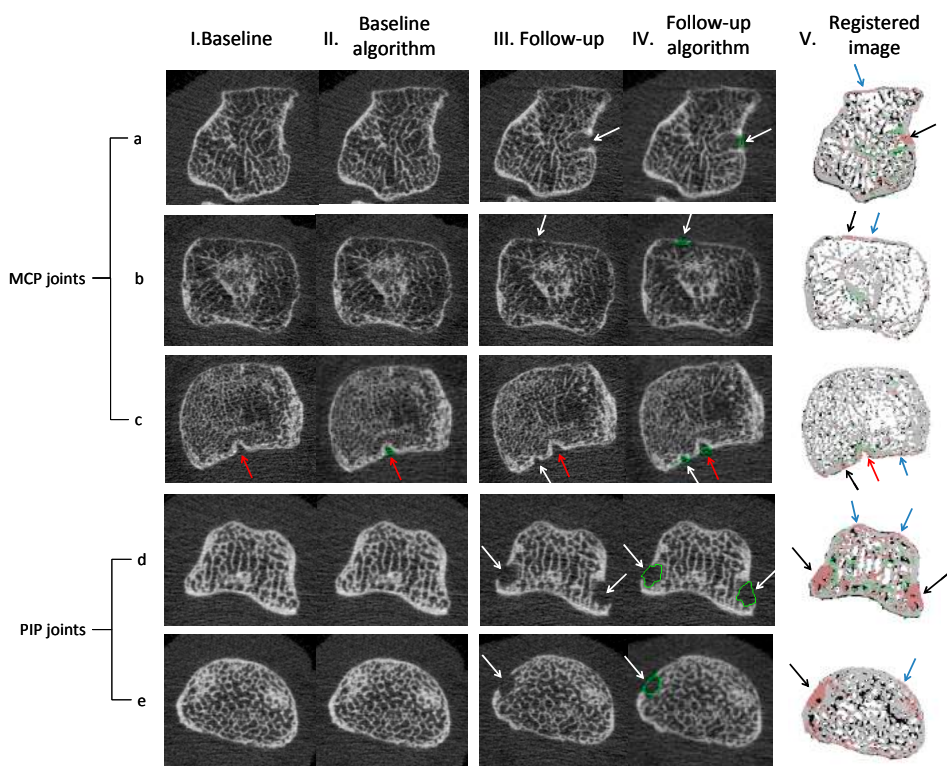 I.Baseline
II. Baseline
algorithm
III. Follow-up
IV. Follow-up
algorithm
V. Registered
image
a
MCP joints
b
c
d
PIP joints
e